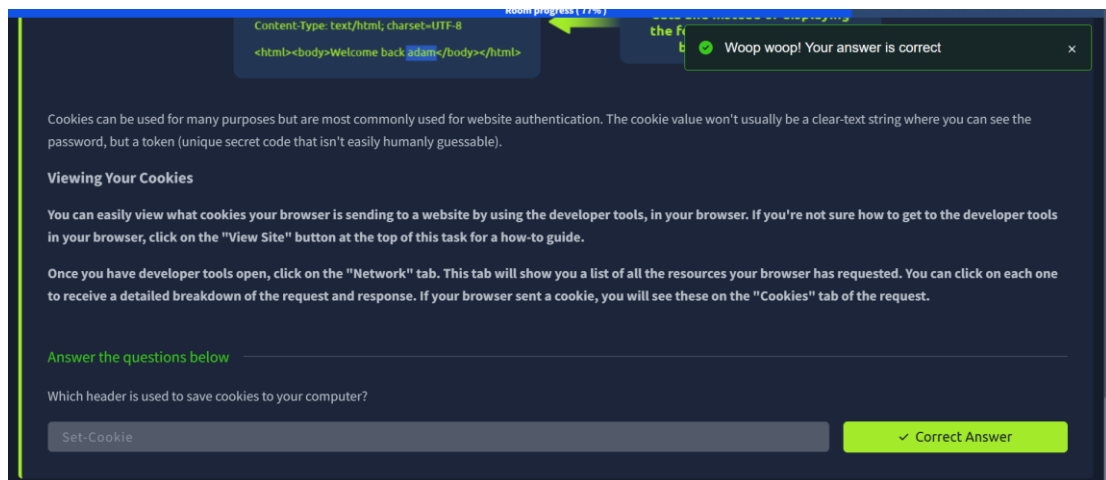 Room progress ( 77% )
Content-Type: text/html; charset=UTF-8
<html><body>Welcome back adam</body></html>
the
Woop woop! Your answer is correct
Cookies can be used for many purposes but are most commonly used for website authentication. The cookie value won't usually be a clear-text string where you can see the
password, but a token (unique secret code that isn't easily humanly guessable).
Viewing Your Cookies
You can easily view what cookies your browser is sending to a website by using the developer tools, in your browser. If you're not sure how to get to the developer tools
in your browser, click on the "View Site" button at the top of this task for a how-to guide.
Once you have developer tools open, click on the "Network" tab. This tab will show you a list of all the resources your browser has requested. You can click on each one
to receive a detailed breakdown of the request and response. If your browser sent a cookie, you will see these on the "Cookies" tab of the request.
Answer the questions below
Which header is used to save cookies to your computer?
Set-Cookie
✓ Correct Answer